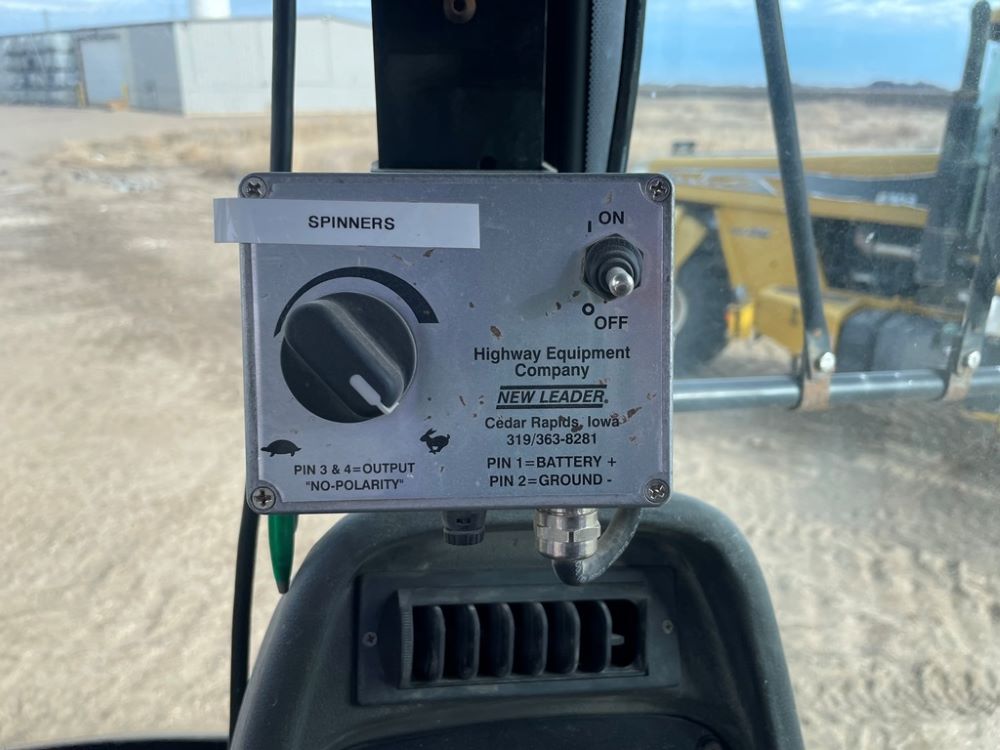 SPINNERS
I ON
O OFF
Highway Equipment
Company
NEW LEADER®
Cedar Rapids, Iowa
319/363-8281
PIN 1=BATTERY +
PIN 2=GROUND -
PIN 3 & 4=OUTPUT
"NO-POLARITY"